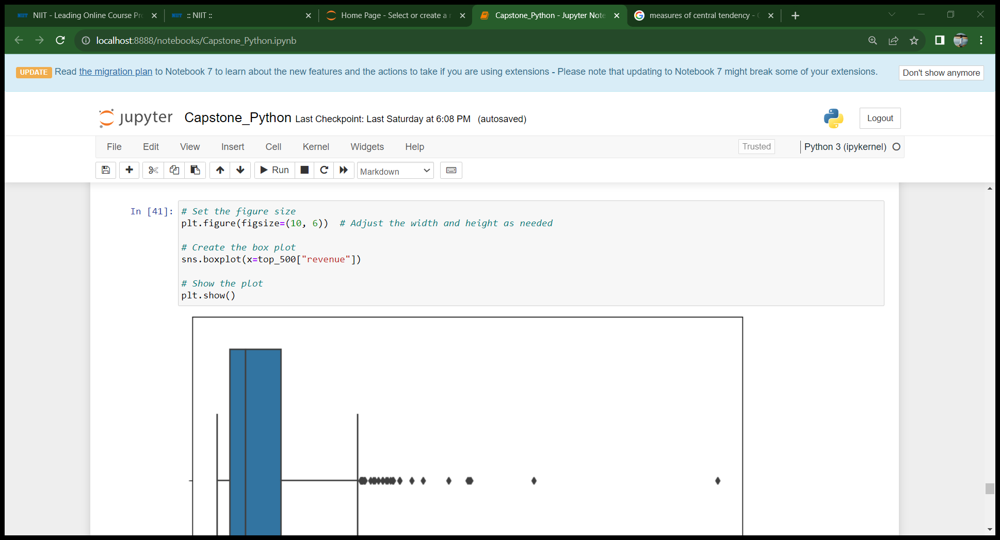 NIIT NIIT - Leading Online Course Pr
NIIT :: NIIT ::
Home Page - Select or create a
Capstone_Python - Jupyter Note
measures of central tendency -
localhost:8888/notebooks/Capstone_Python.ipynb
UPDATE Read the migration plan to Notebook 7 to learn about the new features and the actions to take if you are using extensions - Please note that updating to Notebook 7 might break some of your extensions.
Don't show anymore
jupyter Capstone_Python Last Checkpoint: Last Saturday at 6:08 PM (autosaved)
Logout
File Edit View Insert Cell Kernel Widgets Help
Trusted
Python 3 (ipykernel)
Run
Markdown
In [41]:
# Set the figure size
plt.figure(figsize=(10, 6))  # Adjust the width and height as needed
# Create the box plot
sns.boxplot(x=top_500["revenue"])
# Show the plot
plt.show()